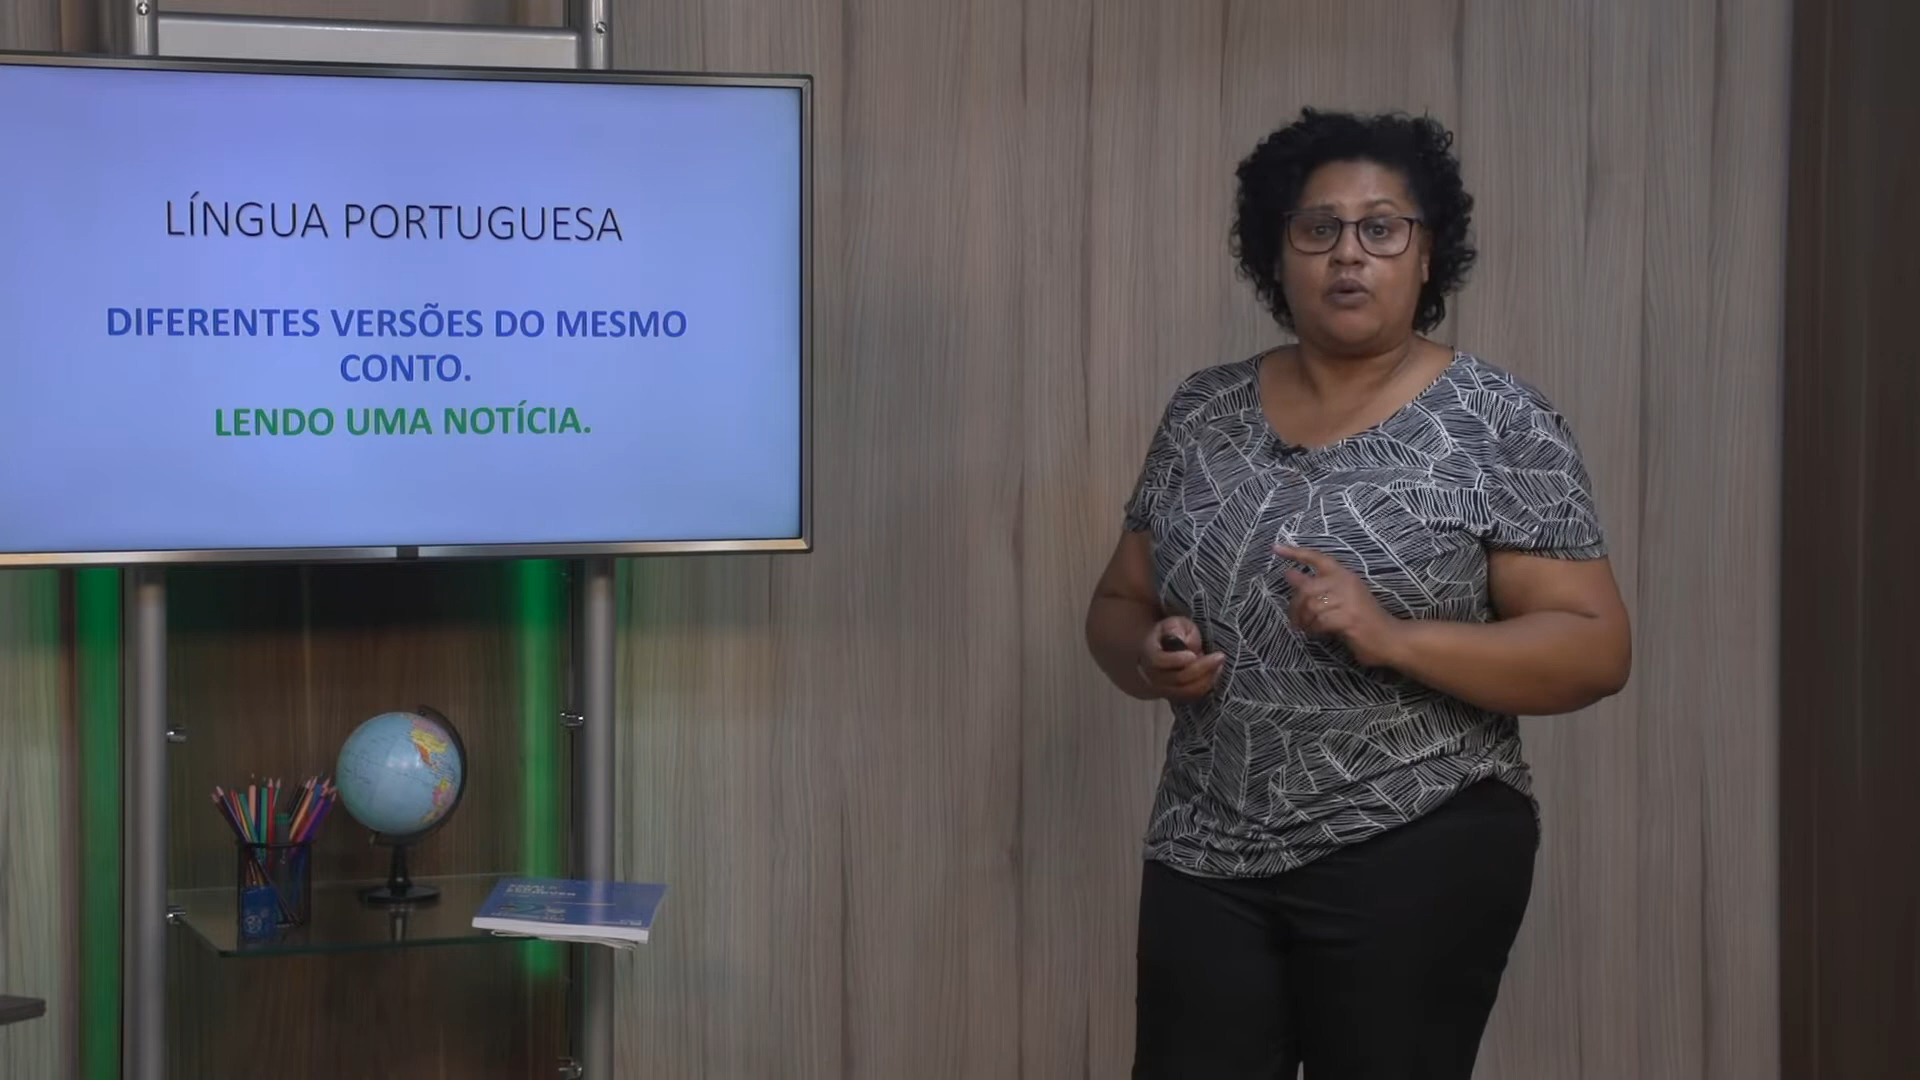 LÍNGUA PORTUGUESA
DIFERENTES VERSÕES DO MESMO
CONTO.
LENDO UMA NOTÍCIA.